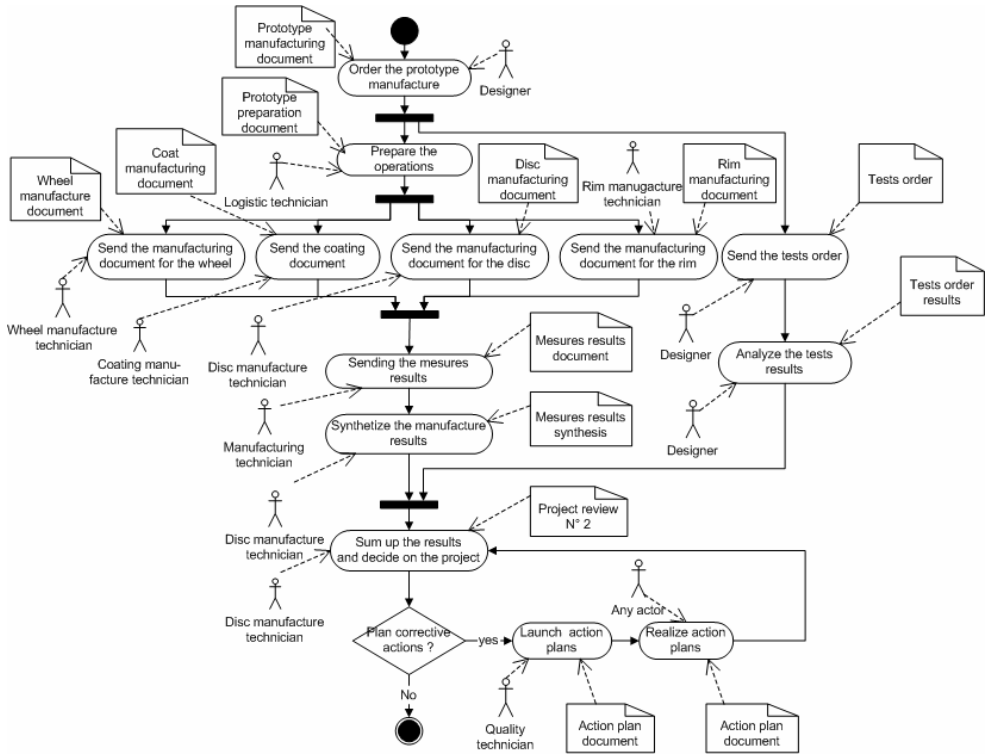 Prototype
manufacturing
document
Order the prototype
manufacture
Designer
Prototype
preparation
document
Prepare the
operations
Logistic technician
Coat
manufacturing
document
Wheel
manufacture
document
Disc
manufacturing
document
Rim manugacture
technician
Rim
manufacturing
document
Tests order
Send the manufacturing
document for the wheel
Send the coating
document
Send the manufacturing
document for the disc
Send the manufacturing
document for the rim
Send the tests order
Wheel manufacture
technician
Coating manu-
facture technician
Disc manufacture
technician
Designer
Tests order
results
Mesures results
document
Sending the mesures
results
Analyze the tests
results
Manufacturing
technician
Synthetize the manufacture
results
Mesures results
synthesis
Designer
Disc manufacture
technician
Project review
N° 2
Sum up the results
and decide on the project
Disc manufacture
technician
Any actor
Plan corrective
actions ?
yes
Launch action
plans
Realize action
plans
No
Quality
technician
Action plan
document
Action plan
document